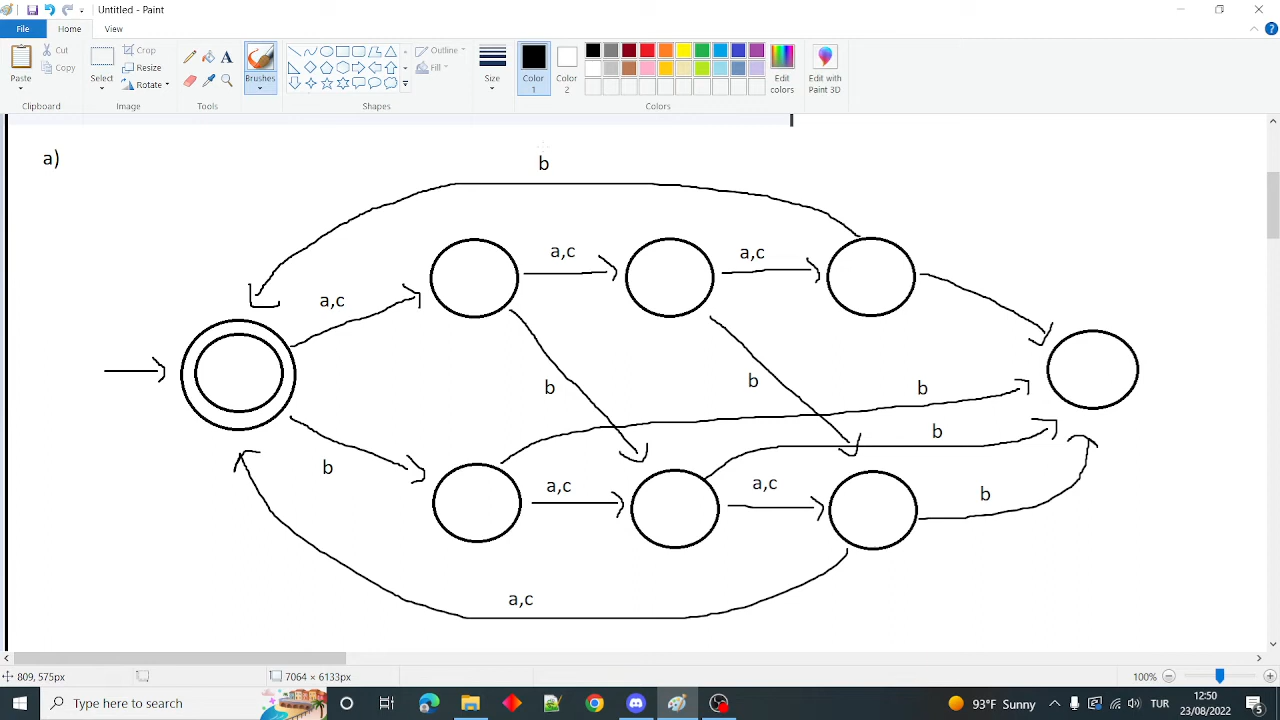 Untitled - Paint
File
Home
View
Paste
Cut
Copy
Clipboard
Select
Crop
Resize
Rotate
Image
A
Tools
Brushes
Outline
Fill
Shapes
Size
Color 1
Color 2
Edit colors
Colors
Edit with Paint 3D
a)
b
a,c
a,c
a,c
b
b
b
b
b
a,c
a,c
b
a,c
809, 575px
7064 × 6133px
100%
Type here to search
93°F Sunny
TUR
12:50
23/08/2022
5